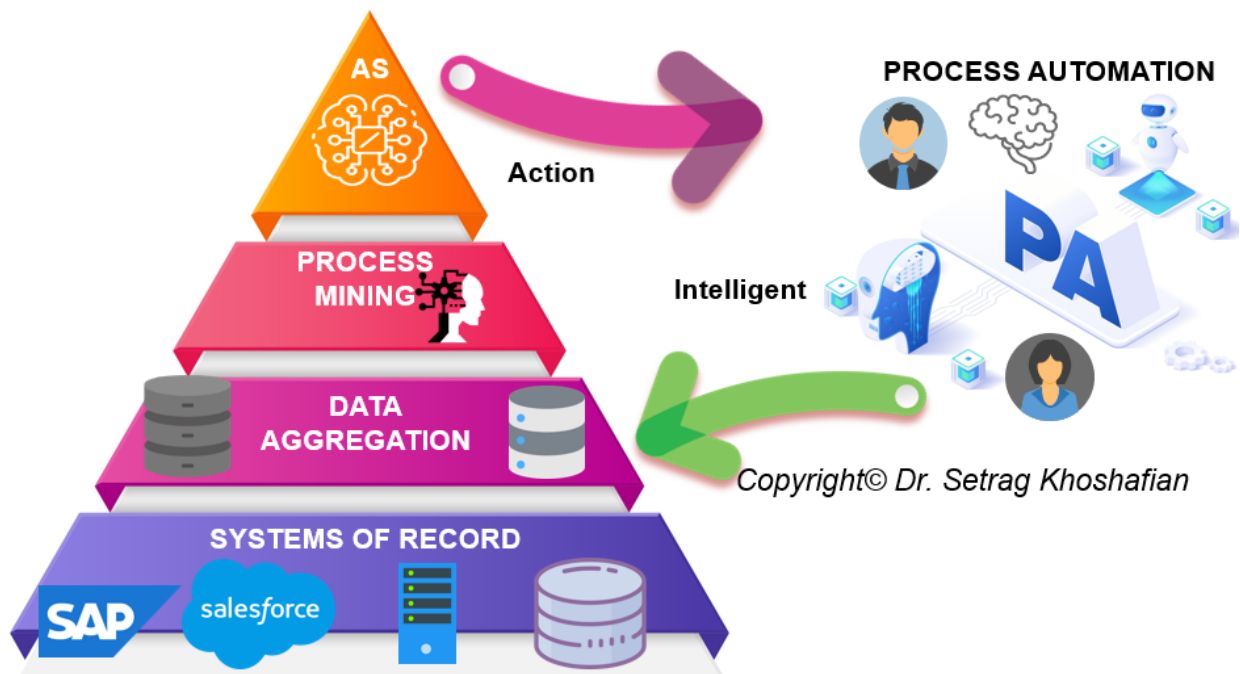 AS
PROCESS
MINING
DATA
AGGREGATION
SYSTEMS OF RECORD
SAP
salesforce
Action
Intelligent
PROCESS AUTOMATION
PA
Copyright© Dr. Setrag Khoshafian